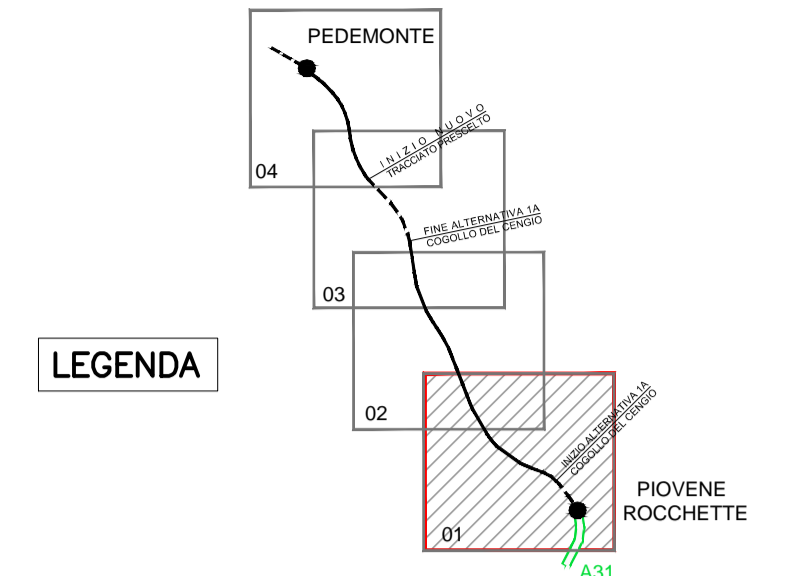 PEDEMONTE
INIZIO NUOVO
TRACCIATO PRESCELTO
04
FINE ALTERNATIVA 1A
COGOLLO DEL CENGIO
03
LEGENDA
02
INIZIO ALTERNATIVA 1A
COGOLLO DEL CENGIO
PIOVENE
ROCCHETTE
01
A31